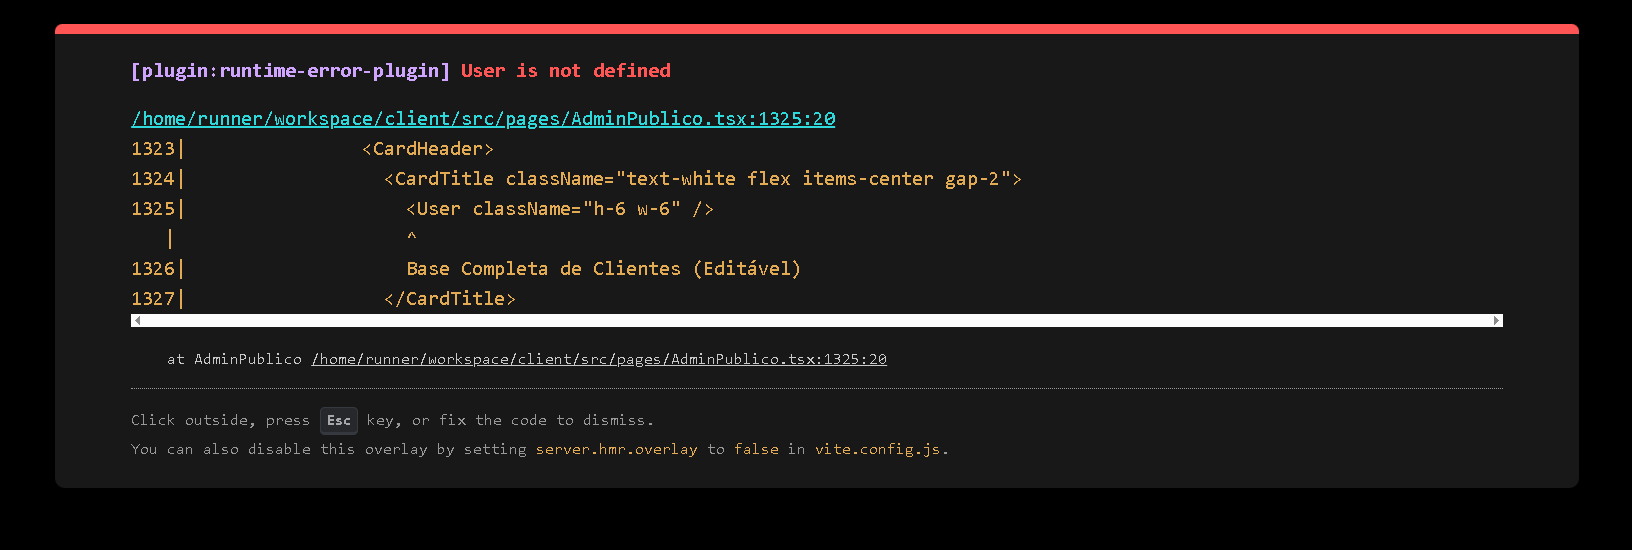 [plugin:runtime-error-plugin] User is not defined
/home/runner/workspace/client/src/pages/AdminPublico.tsx:1325:20
1323|                <CardHeader>
1324|                  <CardTitle className="text-white flex items-center gap-2">
1325|                    <User className="h-6 w-6" />
   |                     ^
1326|                    Base Completa de Clientes (Editável)
1327|                  </CardTitle>
at AdminPublico /home/runner/workspace/client/src/pages/AdminPublico.tsx:1325:20
Click outside, press Esc key, or fix the code to dismiss.
You can also disable this overlay by setting server.hmr.overlay to false in vite.config.js.